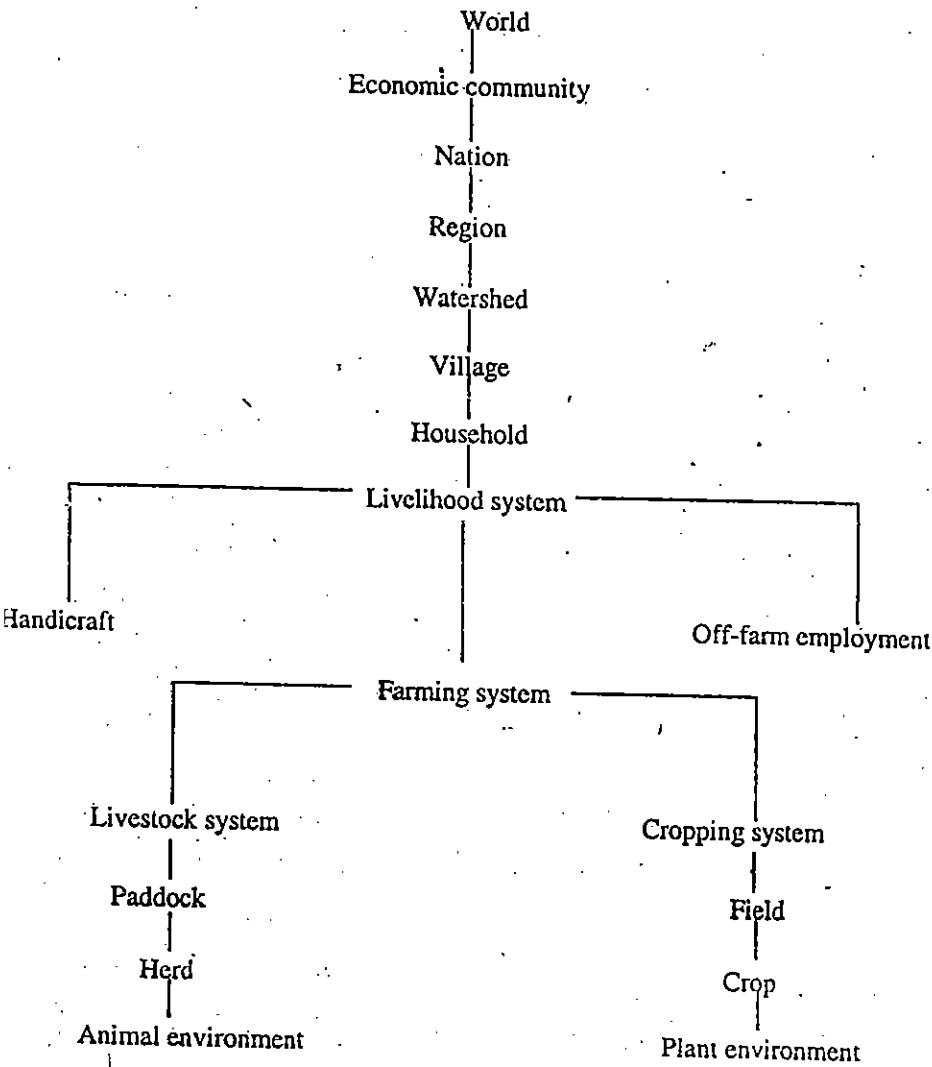 World
Economic community
Nation
Region
Watershed
Village
Household
Livelihood system
Handicraft
Off-farm employment
Farming system
Livestock system
Cropping system
Paddock
Field
Herd
Crop
Animal environment
Plant environment